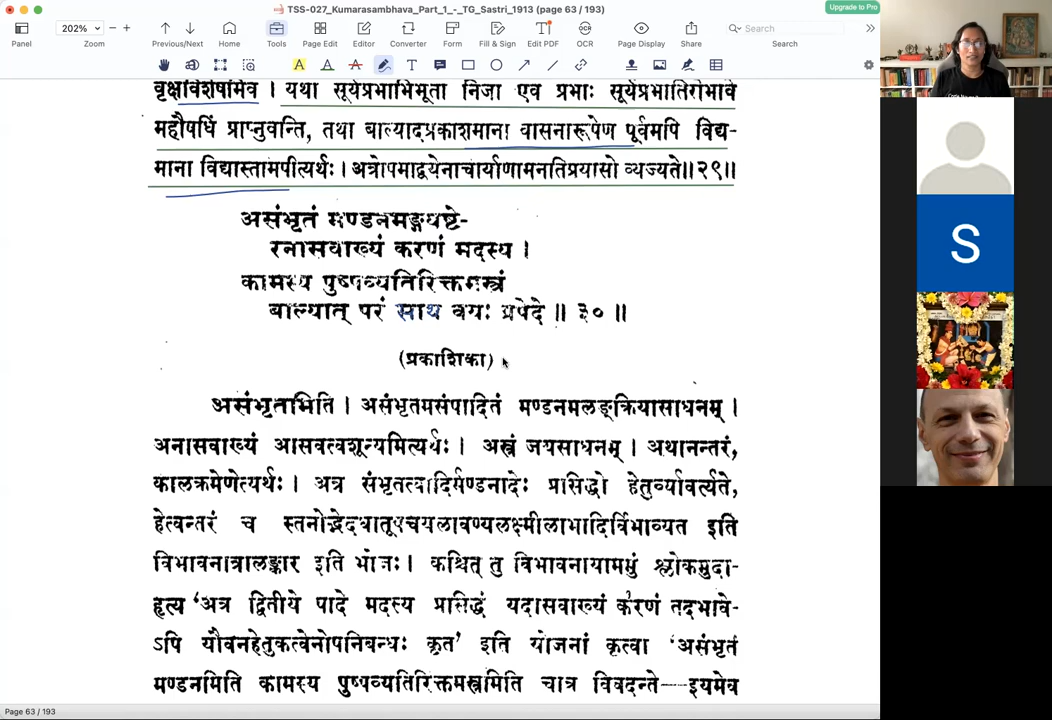 TSS-027_Kumarasambhava_Part_1_-_TG_Sastri_1913 (page 63 / 193)
Upgrade to Pro
202%
Panel Zoom Previous/Next Home Tools Page Edit Editor Converter Form Fill & Sign Edit PDF OCR Page Display Share Search
Search
वृक्षविशेषमिव । यथा सूर्यप्रभाभिभूता निजा एव प्रभाः सूर्यप्रभातिरोभावे
महौषधिं प्राप्नुवन्ति, तथा बाल्यादप्रकाशमाना वासनारूपेण पूर्वमपि विद्य-
माना विद्यास्तामपीत्यर्थः । अत्रोपमाद्वयेनाचार्याणामनतिप्रयासो व्यज्यते ॥ २९ ॥
असंभृतं मण्डनमङ्गयष्टे-
रनासवाख्यं करणं मदस्य ।
कामस्य पुष्पव्यतिरिक्तमस्त्रं
बाल्यात् परं साथ वयः प्रपेदे ॥ ३० ॥
(प्रकाशिका)
असंभृतामिति । असंभृतमसंपादितं मण्डनमलङ्क्रियासाधनम् ।
अनासवाख्यं आसवत्वशून्यमित्यर्थः । अस्त्रं जयसाधनम् । अथानन्तरं,
कालक्रमेणेत्यर्थः । अत्र संभृतत्वादिर्मण्डनादेः प्रसिद्धो हेतुर्व्यावर्त्यते,
हेत्वन्तरं च स्तनोद्भेदधातूपचयलावण्यलक्ष्मीलाभादिर्विभाव्यत इति
विभावनात्रालङ्कार इति भोजः । कश्चित् तु विभावनायाममुं श्लोकमुदा-
हृत्य 'अत्र द्वितीये पादे मदस्य प्रसिद्धं यदासवाख्यं करणं तदभावे-
ऽपि यौवनहेतुकत्वेनोपनिबन्धः कृत' इति योजनां कृत्वा 'असंभृतं
मण्डनमिति कामस्य पुष्पव्यतिरिक्तमस्त्रमिति चात्र विवदन्ते—इयमेव
S
Page 63 / 193